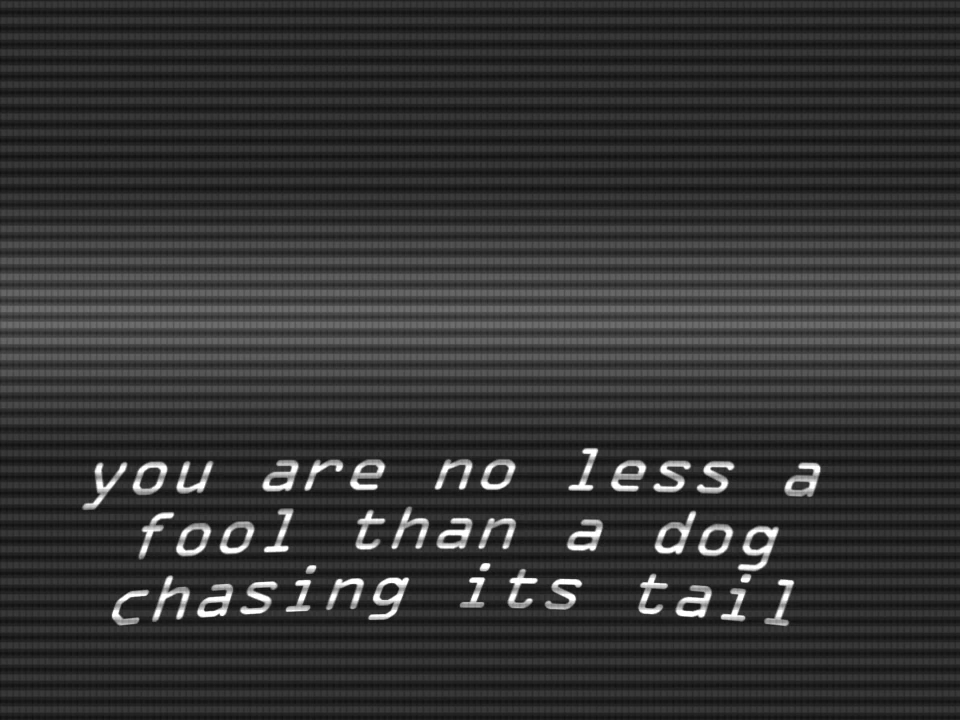 you are no less a
fool than a dog
chasing its tail